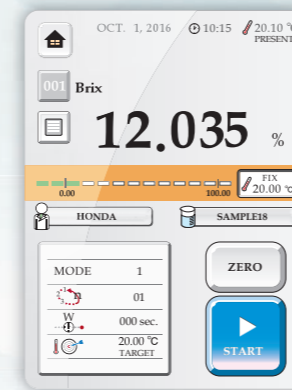 OCT. 1, 2016 10:15 20.10 °C
PRESENT
001 Brix
12.035 %
0.00 100.00 FIX
20.00 °C
HONDA SAMPLE18
MODE 1
n 01
W 000 sec.
20.00 °C
TARGET
ZERO
START